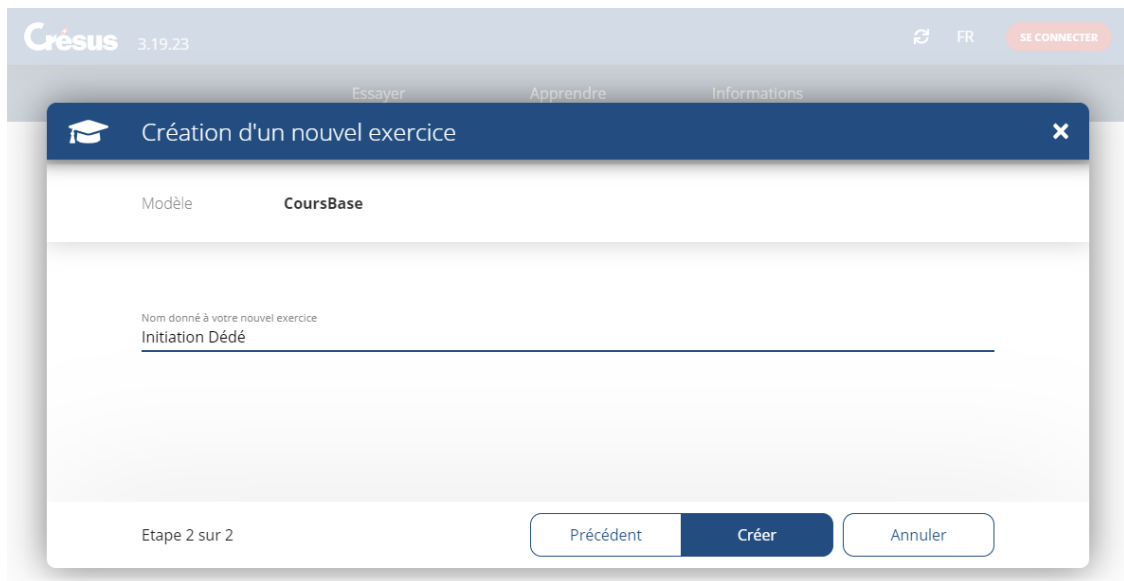 Crésus 3.19.23 FR SE CONNECTER
Essayer Apprendre Informations
Création d'un nouvel exercice
Modèle CoursBase
Nom donné à votre nouvel exercice
Initiation Dédé
Etape 2 sur 2 Précédent Créer Annuler